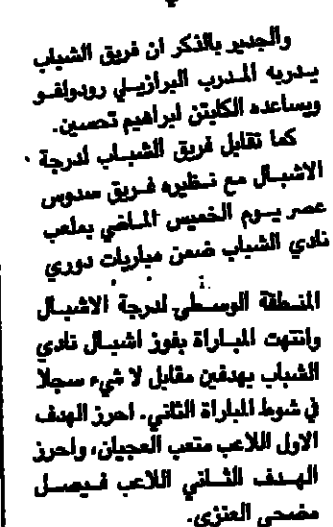 والجدير بالذكر ان فريق الشباب
يدربه المدرب البرازيلي رودولفو
ويساعده الكابتن ابراهيم تحسين.
كما تقابل فريق الشباب لدرجة
الاشبال مع نظيره فريق سدوس
عصر يوم الخميس الماضي بملعب
نادي الشباب ضمن مباريات دوري
المنطقة الوسطى لدرجة الاشبال
وانتهت المباراة بفوز اشبال نادي
الشباب بهدفين مقابل لا شيء سجلا
في شوط المباراة الثاني. احرز الهدف
الاول اللاعب متعب العجيان، واحرز
الهدف الثاني اللاعب فيصل
مضحي العنزي.